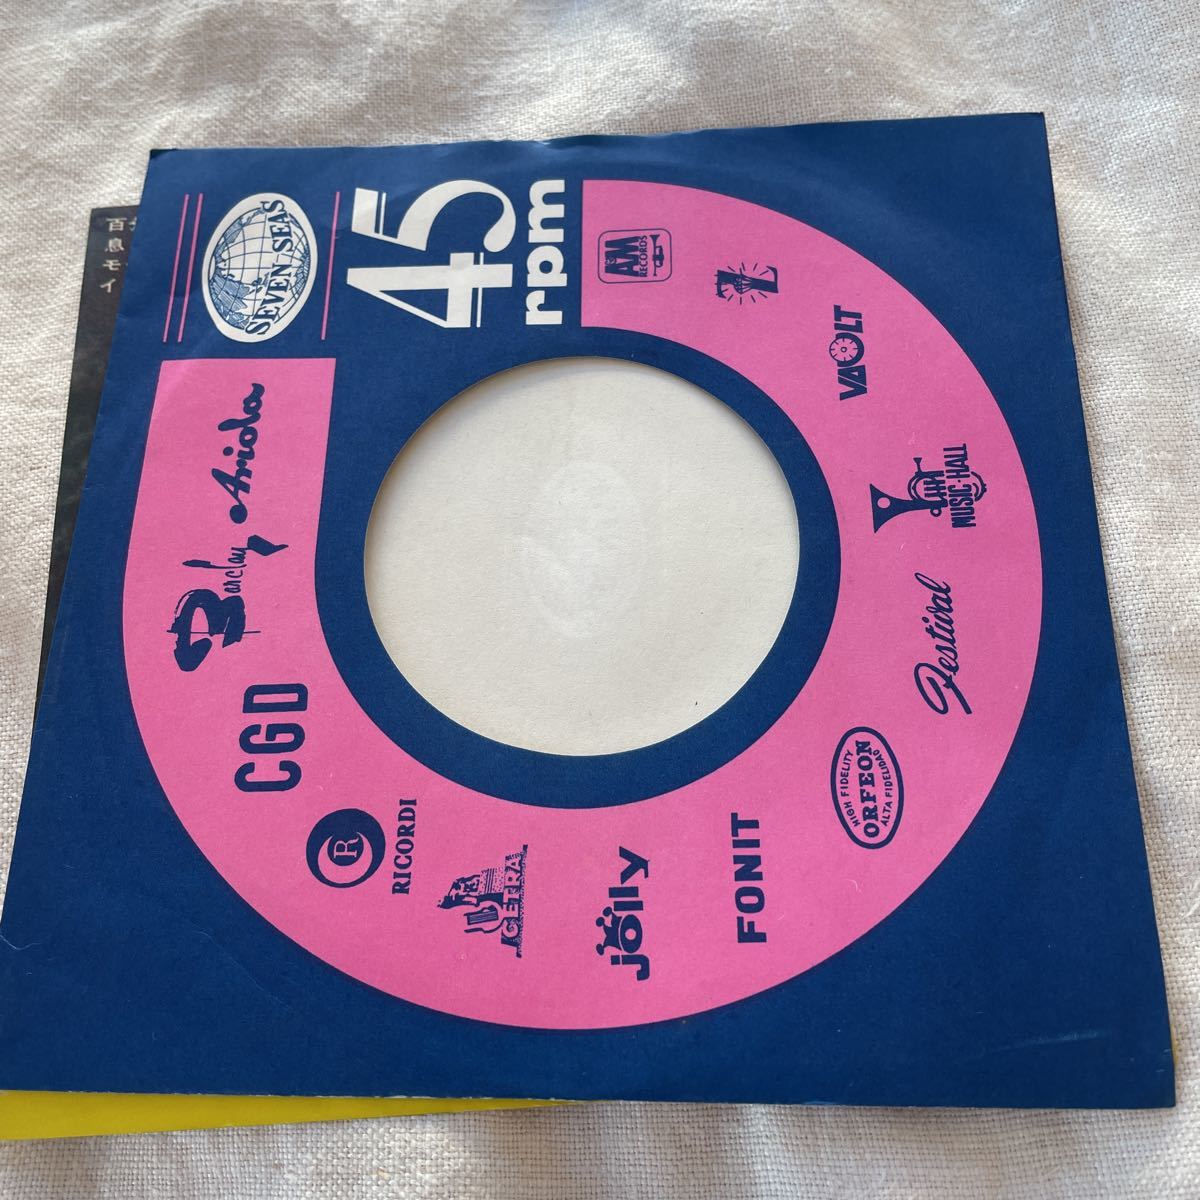 SEVEN SEAS
45
rpm
A&M
RECORDS
VAULT
MUSIC-HALL
Festival
HIGH FIDELITY
ORFEON
ALTA FIDELIDAD
FONIT
jolly
CETRA
R
RICORDI
CGD
Barclay
Ariola
百息モイ